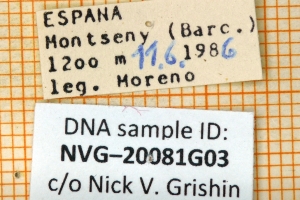 ESPANA
Montseny (Barc.)
1200 m 11.6.1986
leg. Moreno
DNA sample ID:
NVG–20081G03
c/o Nick V. Grishin